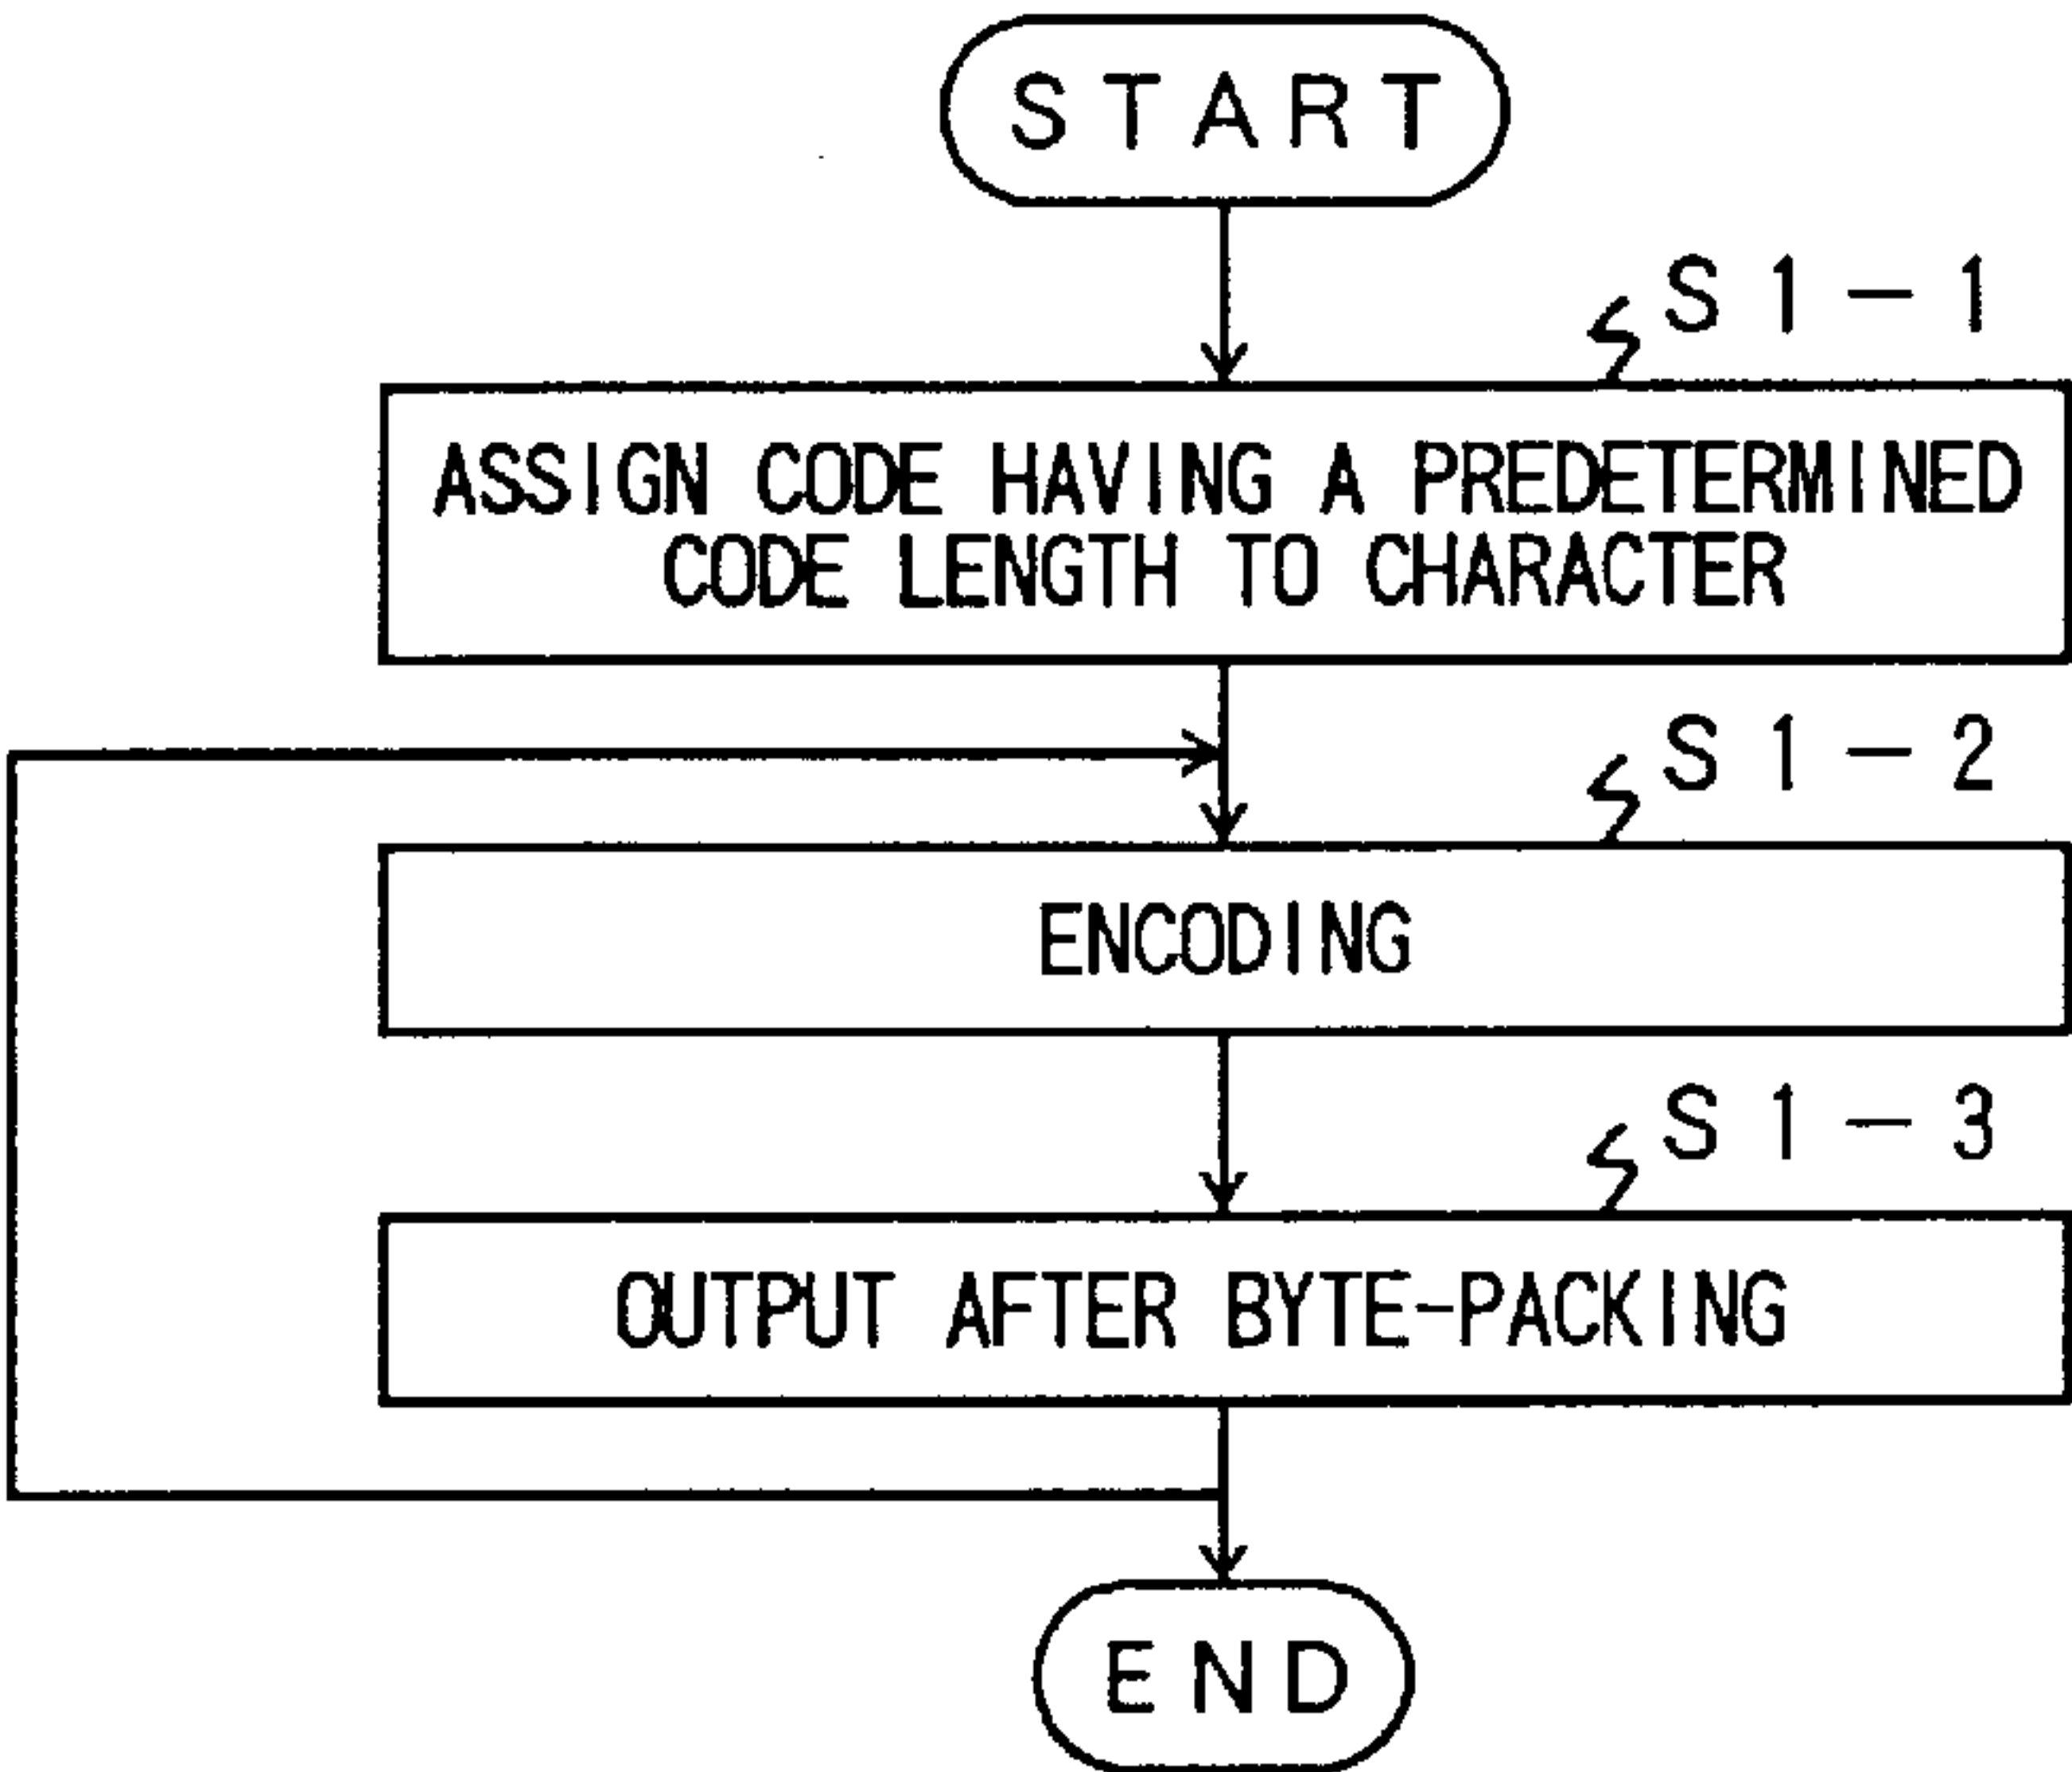 START
S1-1
ASSIGN CODE HAVING A PREDETERMINED
CODE LENGTH TO CHARACTER
S1-2
ENCODING
S1-3
OUTPUT AFTER BYTE-PACKING
END